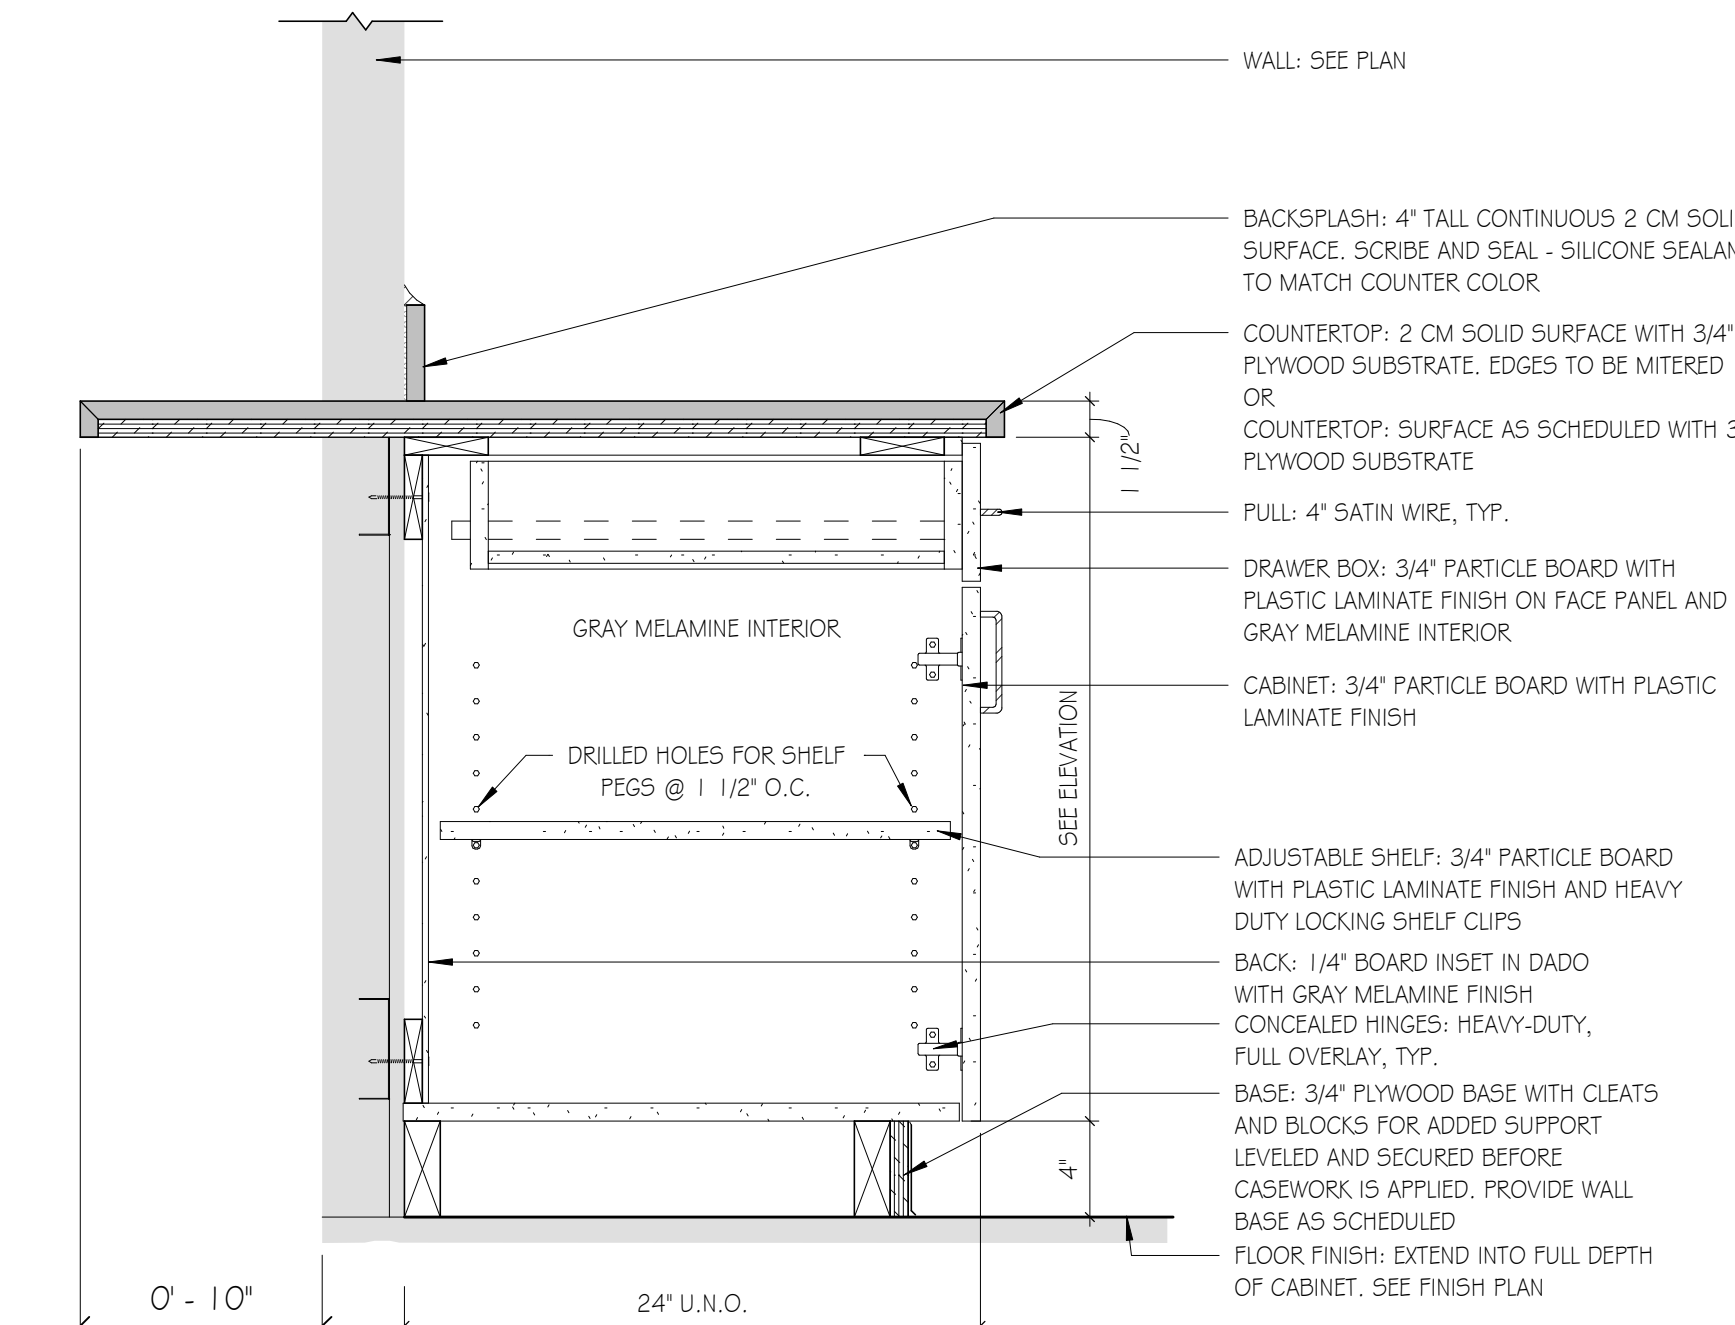 WALL: SEE PLAN
BACKSPLASH: 4" TALL CONTINUOUS 2 CM SOLI
SURFACE. SCRIBE AND SEAL - SILICONE SEALAN
TO MATCH COUNTER COLOR
COUNTERTOP: 2 CM SOLID SURFACE WITH 3/4"
PLYWOOD SUBSTRATE. EDGES TO BE MITERED
OR
COUNTERTOP: SURFACE AS SCHEDULED WITH 3
PLYWOOD SUBSTRATE
1 1/2"
PULL: 4" SATIN WIRE, TYP.
DRAWER BOX: 3/4" PARTICLE BOARD WITH
PLASTIC LAMINATE FINISH ON FACE PANEL AND
GRAY MELAMINE INTERIOR
GRAY MELAMINE INTERIOR
CABINET: 3/4" PARTICLE BOARD WITH PLASTIC
LAMINATE FINISH
DRILLED HOLES FOR SHELF
PEGS @ 1 1/2" O.C.
SEE ELEVATION
ADJUSTABLE SHELF: 3/4" PARTICLE BOARD
WITH PLASTIC LAMINATE FINISH AND HEAVY
DUTY LOCKING SHELF CLIPS
BACK: 1/4" BOARD INSET IN DADO
WITH GRAY MELAMINE FINISH
CONCEALED HINGES: HEAVY-DUTY,
FULL OVERLAY, TYP.
BASE: 3/4" PLYWOOD BASE WITH CLEATS
AND BLOCKS FOR ADDED SUPPORT
LEVELED AND SECURED BEFORE
CASEWORK IS APPLIED. PROVIDE WALL
BASE AS SCHEDULED
4"
FLOOR FINISH: EXTEND INTO FULL DEPTH
OF CABINET. SEE FINISH PLAN
0' - 10"
24" U.N.O.